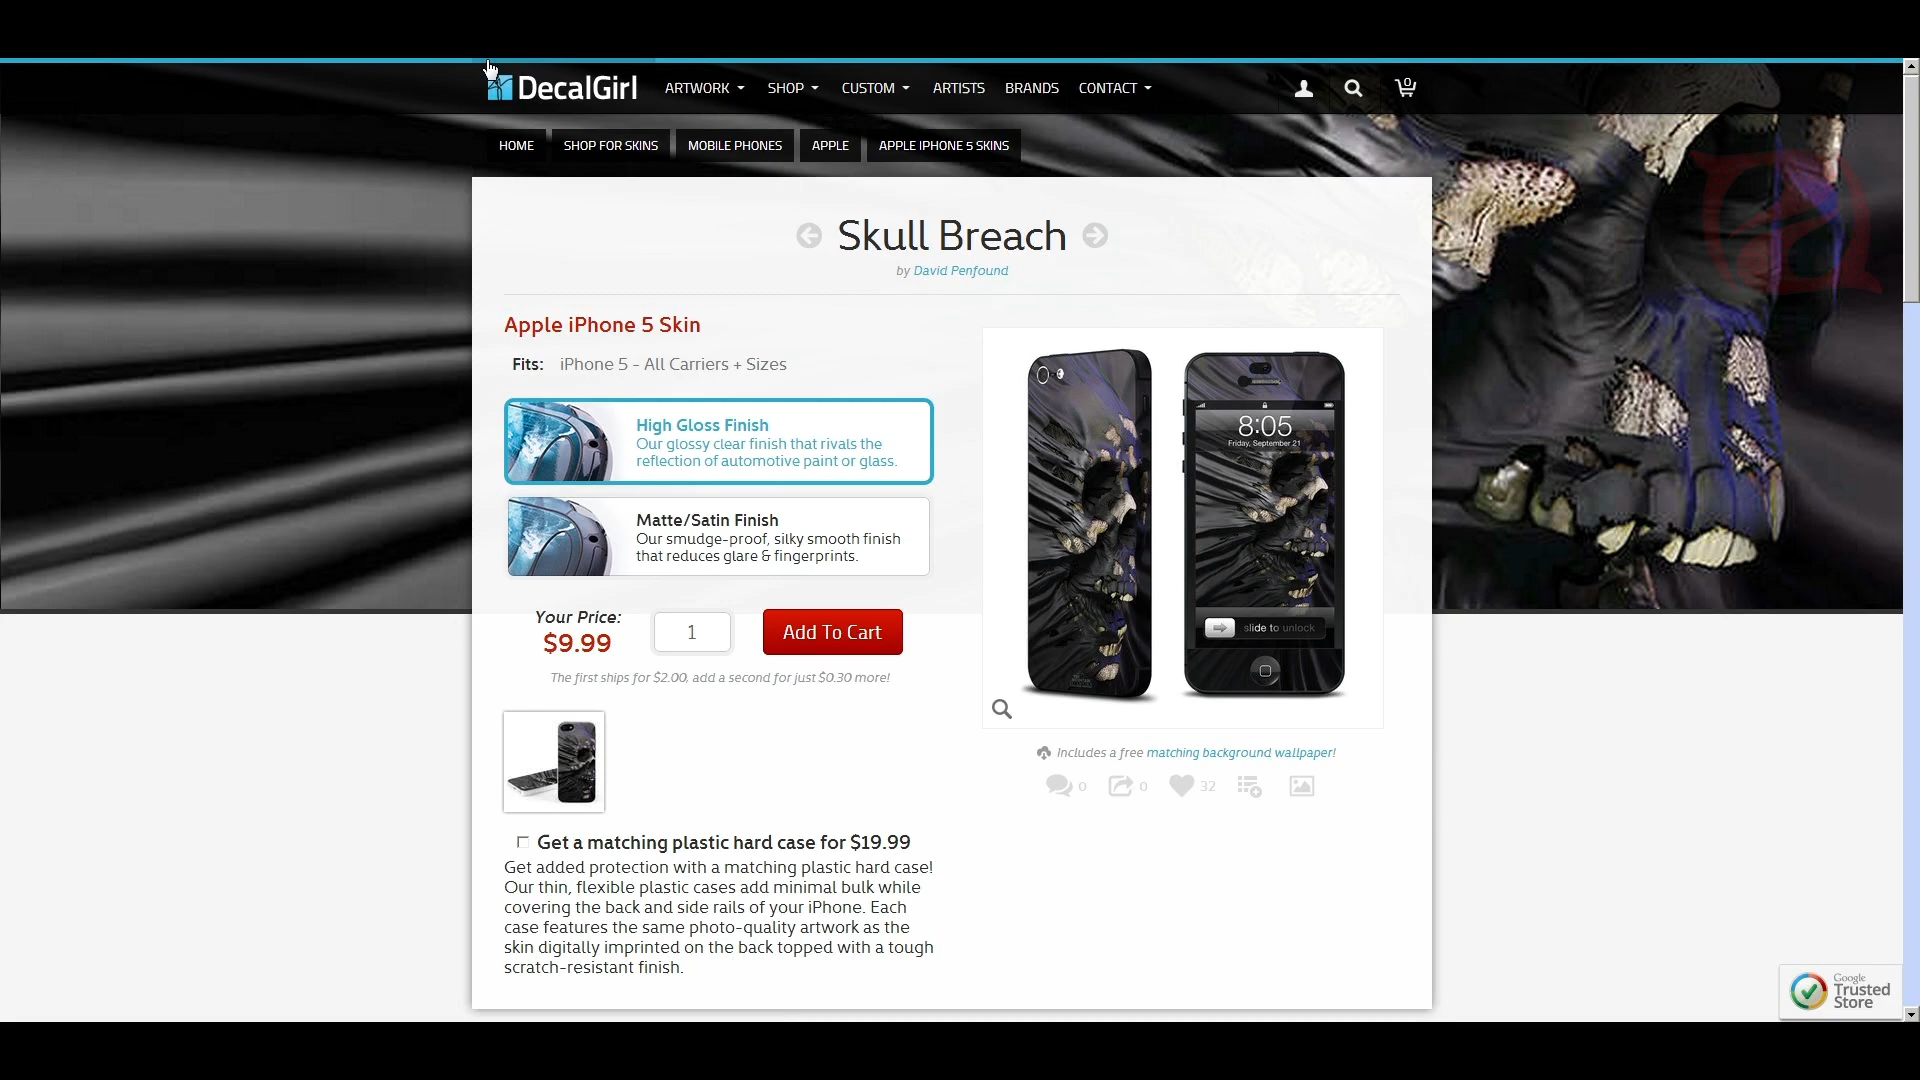 DecalGirl
ARTWORK SHOP CUSTOM ARTISTS BRANDS CONTACT
0
HOME SHOP FOR SKINS MOBILE PHONES APPLE APPLE IPHONE 5 SKINS
Skull Breach
by David Penfound
Apple iPhone 5 Skin
Fits: iPhone 5 - All Carriers + Sizes
High Gloss Finish
Our glossy clear finish that rivals the
reflection of automotive paint or glass.
Matte/Satin Finish
Our smudge-proof, silky smooth finish
that reduces glare & fingerprints.
Your Price:
$9.99
1
Add To Cart
The first ships for $2.00, add a second for just $0.30 more!
8:05
Friday, September 21
slide to unlock
Includes a free matching background wallpaper!
0 0 32
Get a matching plastic hard case for $19.99
Get added protection with a matching plastic hard case!
Our thin, flexible plastic cases add minimal bulk while
covering the back and side rails of your iPhone. Each
case features the same photo-quality artwork as the
skin digitally imprinted on the back topped with a tough
scratch-resistant finish.
Google
Trusted
Store